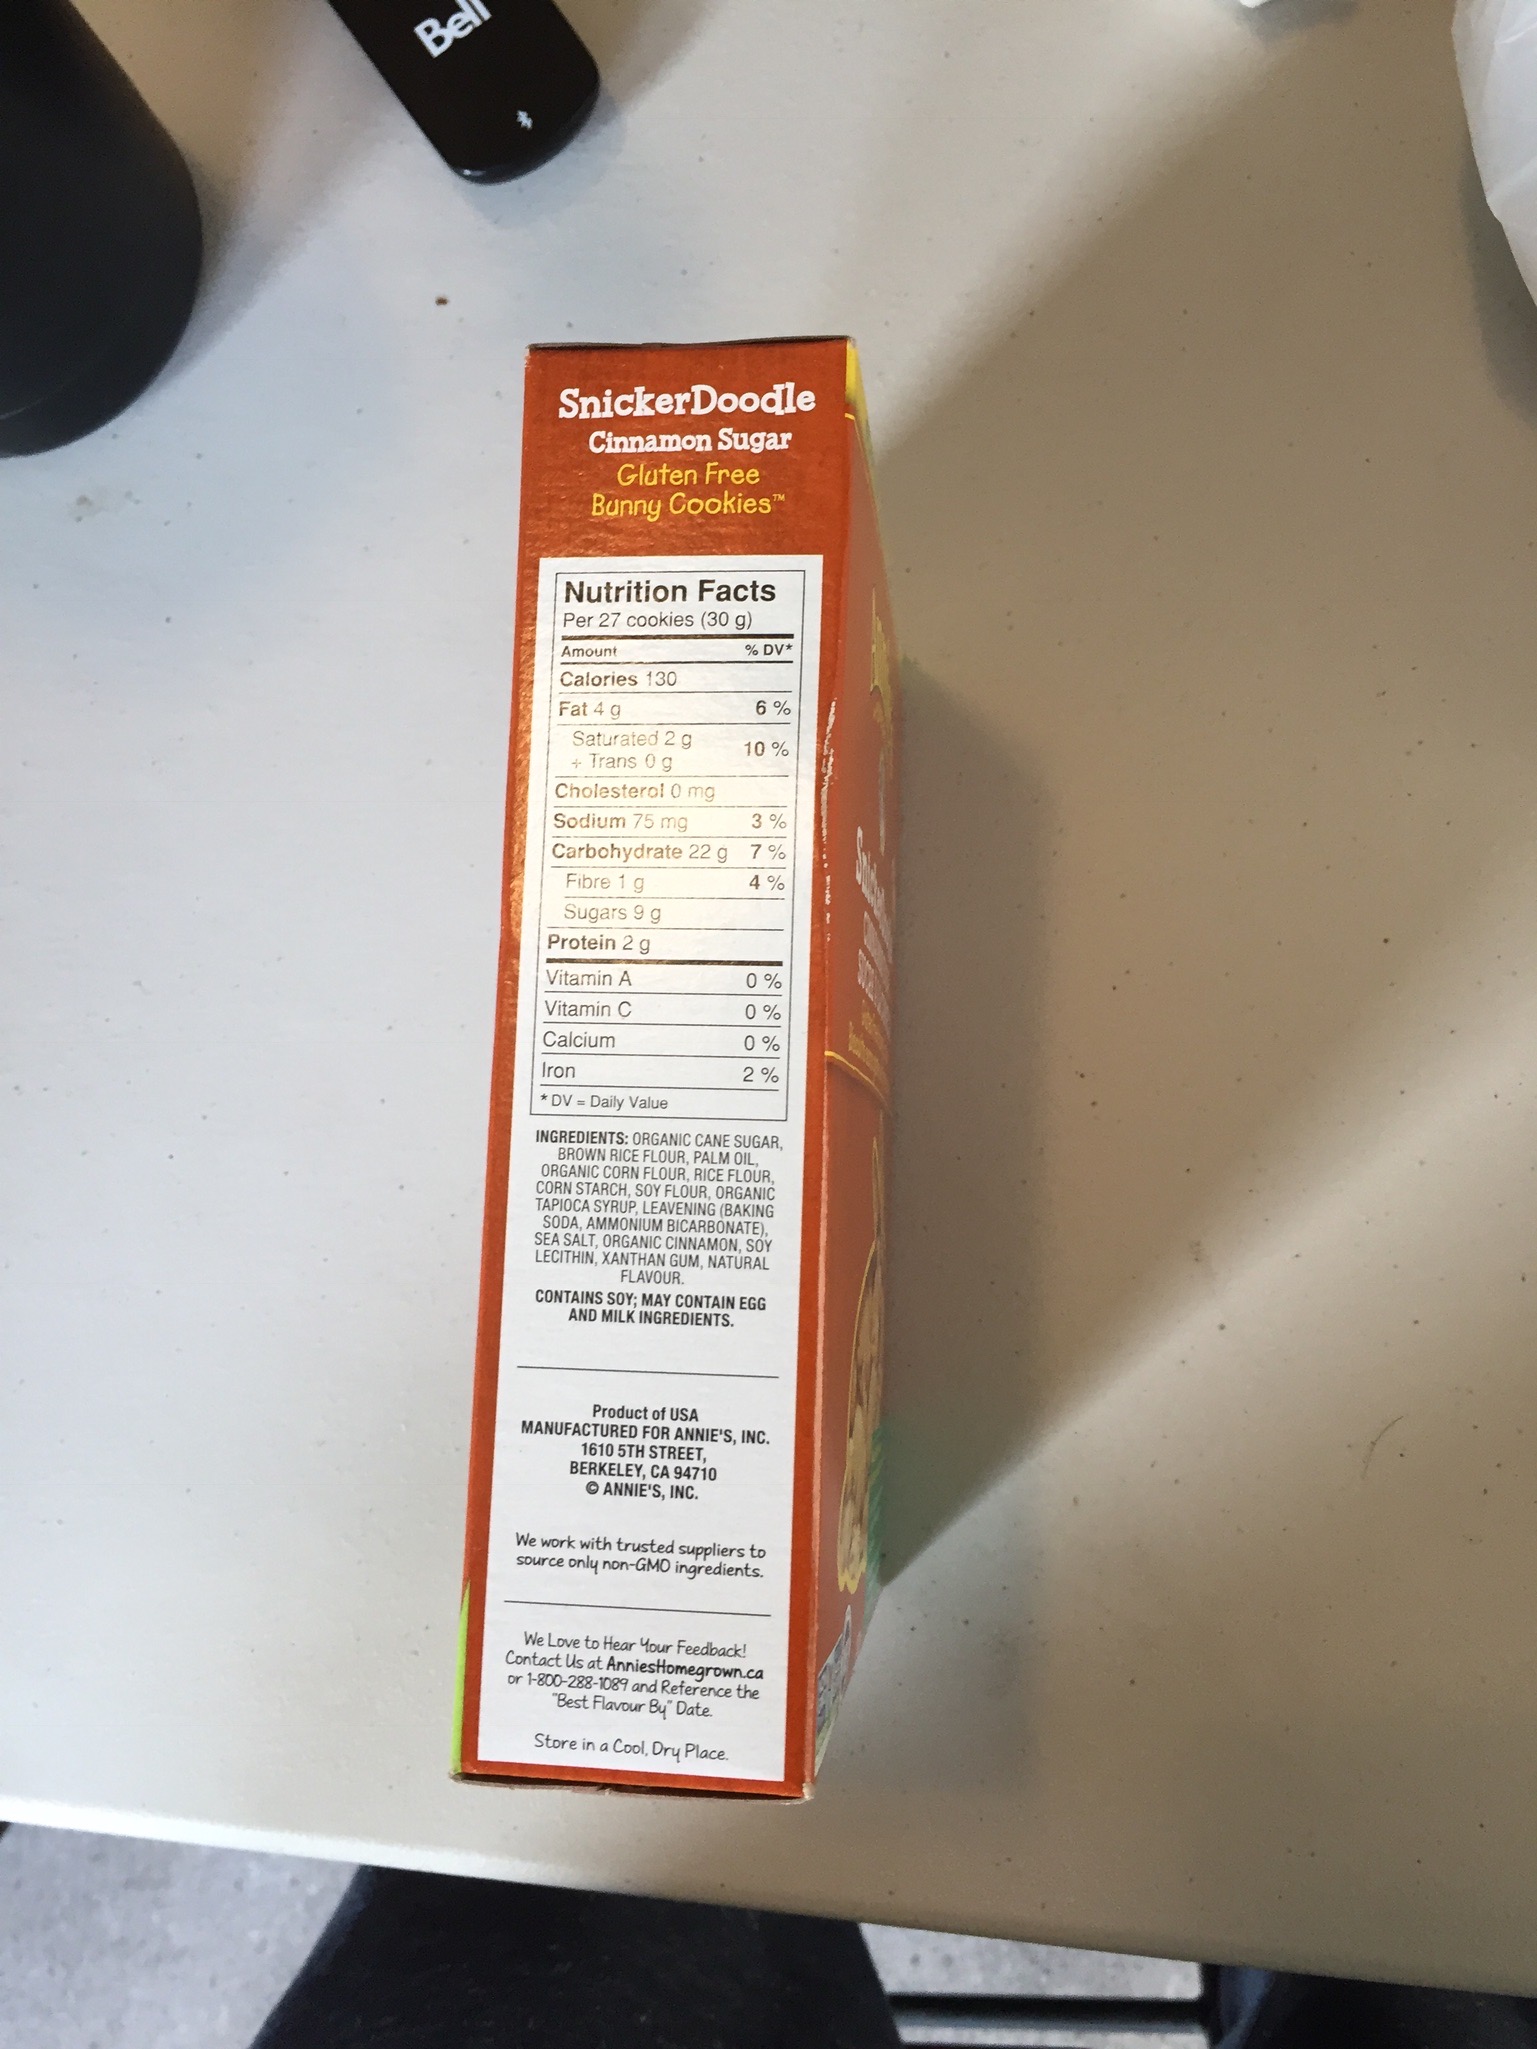 Bell
SnickerDoodle
Cinnamon Sugar
Gluten Free
Bunny Cookies™
Nutrition Facts
Per 27 cookies (30 g)
Amount % DV*
Calories 130
Fat 4 g 6 %
Saturated 2 g 10 %
+ Trans 0 g
Cholesterol 0 mg
Sodium 75 mg 3 %
Carbohydrate 22 g 7 %
Fibre 1 g 4 %
Sugars 9 g
Protein 2 g
Vitamin A 0 %
Vitamin C 0 %
Calcium 0 %
Iron 2 %
* DV = Daily Value
INGREDIENTS: ORGANIC CANE SUGAR,
BROWN RICE FLOUR, PALM OIL,
ORGANIC CORN FLOUR, RICE FLOUR,
CORN STARCH, SOY FLOUR, ORGANIC
TAPIOCA SYRUP, LEAVENING (BAKING
SODA, AMMONIUM BICARBONATE),
SEA SALT, ORGANIC CINNAMON, SOY
LECITHIN, XANTHAN GUM, NATURAL
FLAVOUR.
CONTAINS SOY; MAY CONTAIN EGG
AND MILK INGREDIENTS.
Product of USA
MANUFACTURED FOR ANNIE'S, INC.
1610 5TH STREET,
BERKELEY, CA 94710
© ANNIE'S, INC.
We work with trusted suppliers to
source only non-GMO ingredients.
We Love to Hear Your Feedback!
Contact Us at AnniesHomegrown.ca
or 1-800-288-1089 and Reference the
"Best Flavour By" Date.
Store in a Cool, Dry Place.